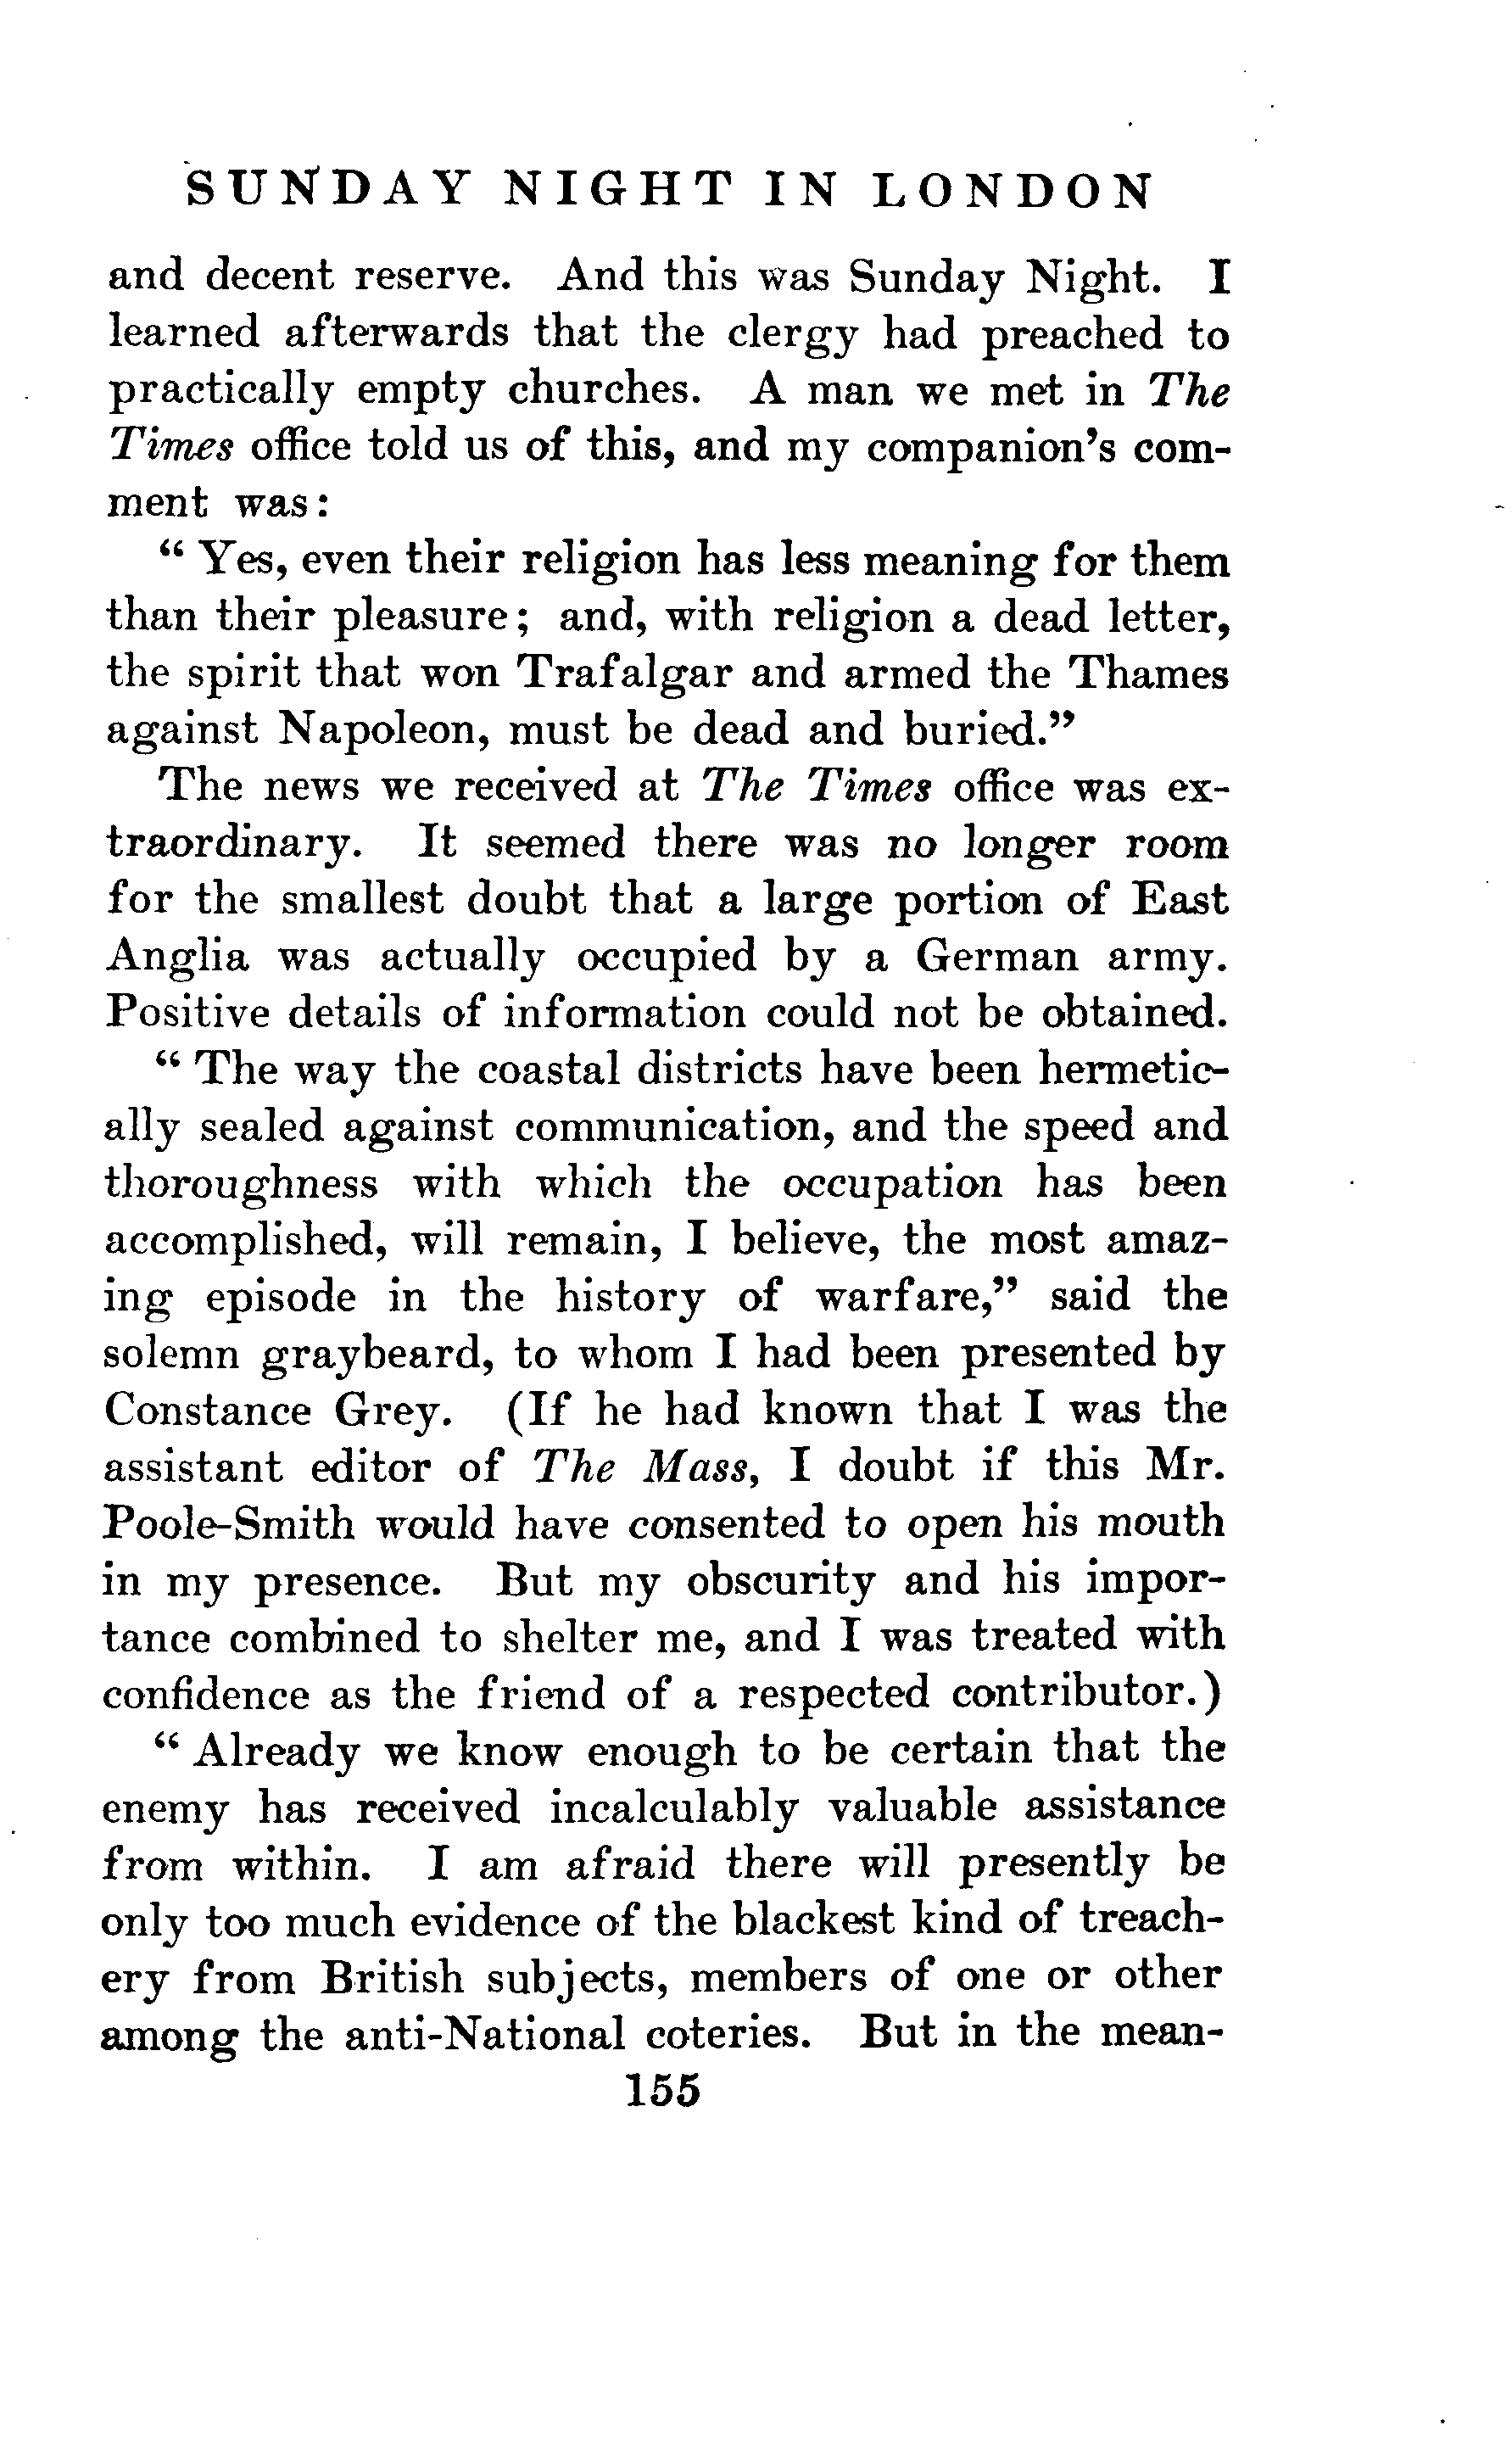 SUNDAY NIGHT IN LONDON
and decent reserve. And this was Sunday Night. I
learned afterwards that the clergy had preached to
practically empty churches. A man we met in The
Times office told us of this, and my companion's com-
ment was:
“ Yes, even their religion has less meaning for them
than their pleasure; and, with religion a dead letter,
the spirit that won Trafalgar and armed the Thames
against Napoleon, must be dead and buried.”
The news we received at The Times office was ex-
traordinary. It seemed there was no longer room
for the smallest doubt that a large portion of East
Anglia was actually occupied by a German army.
Positive details of information could not be obtained.
“ The way the coastal districts have been hermetic-
ally sealed against communication, and the speed and
thoroughness with which the occupation has been
accomplished, will remain, I believe, the most amaz-
ing episode in the history of warfare,” said the
solemn graybeard, to whom I had been presented by
Constance Grey. (If he had known that I was the
assistant editor of The Mass, I doubt if this Mr.
Poole-Smith would have consented to open his mouth
in my presence. But my obscurity and his impor-
tance combined to shelter me, and I was treated with
confidence as the friend of a respected contributor.)
“ Already we know enough to be certain that the
enemy has received incalculably valuable assistance
from within. I am afraid there will presently be
only too much evidence of the blackest kind of treach-
ery from British subjects, members of one or other
among the anti-National coteries. But in the mean-
155